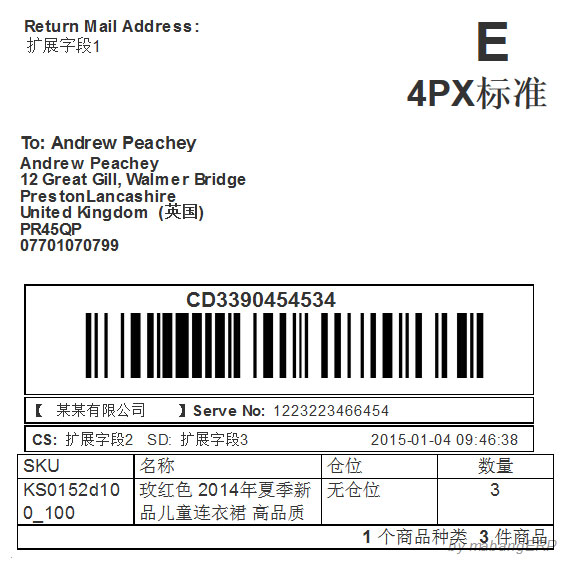 Return Mail Address:
扩展字段1
E
4PX标准
To: Andrew Peachey
Andrew Peachey
12 Great Gill, Walmer Bridge
PrestonLancashire
United Kingdom (英国)
PR45QP
07701070799
CD3390454534
【 某某有限公司 】Serve No: 1223223466454
CS: 扩展字段2 SD: 扩展字段3 2015-01-04 09:46:38
SKU 名称 仓位 数量
KS0152d10 玫红色 2014年夏季新 无仓位 3
0_100 品儿童连衣裙 高品质
1 个商品种类 3 件商品
by mabangERP